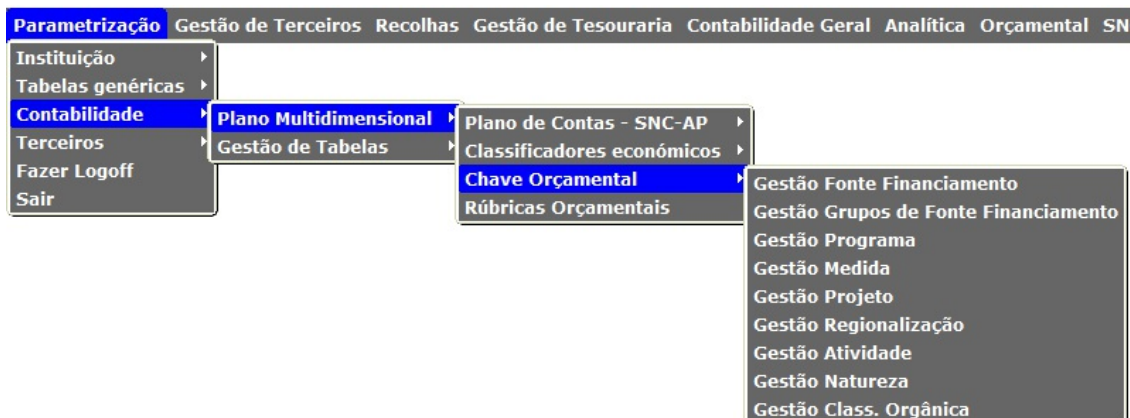 Parametrização Gestão de Terceiros Recolhas Gestão de Tesouraria Contabilidade Geral Analítica Orçamental SN
Instituição
Tabelas genéricas
Contabilidade
Terceiros
Fazer Logoff
Sair
Plano Multidimensional
Gestão de Tabelas
Plano de Contas - SNC-AP
Classificadores económicos
Chave Orçamental
Rúbricas Orçamentais
Gestão Fonte Financiamento
Gestão Grupos de Fonte Financiamento
Gestão Programa
Gestão Medida
Gestão Projeto
Gestão Regionalização
Gestão Atividade
Gestão Natureza
Gestão Class. Orgânica